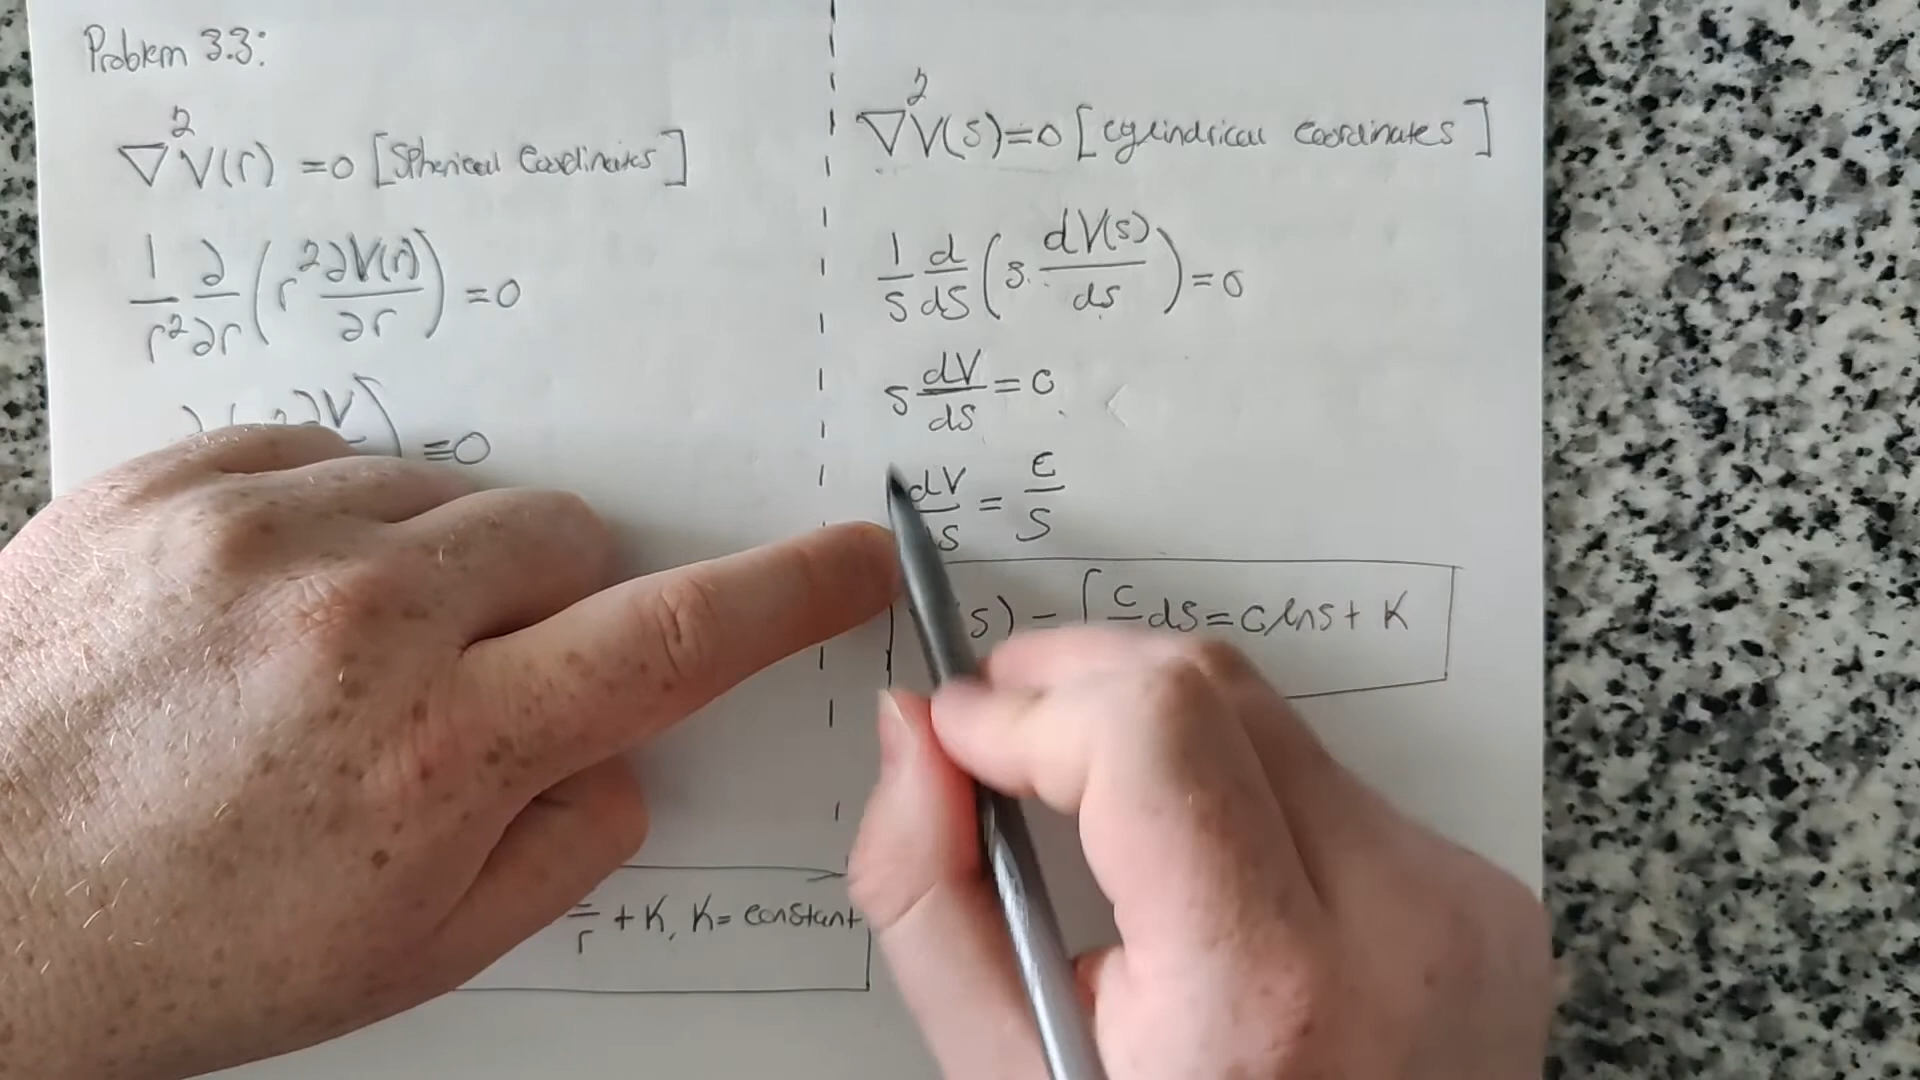 Problem 3.3:
∇²V(r) = 0 [Spherical Coordinates]
1/r² ∂/∂r (r² ∂V(r)/∂r) = 0
= 0
+ K, K = constant
∇²V(s) = 0 [cylindrical coordinates]
1/s d/ds (s · dV(s)/ds) = 0
s dV/ds = c
dV/ds = c/s
(s) = ∫ c ds = c ln s + K